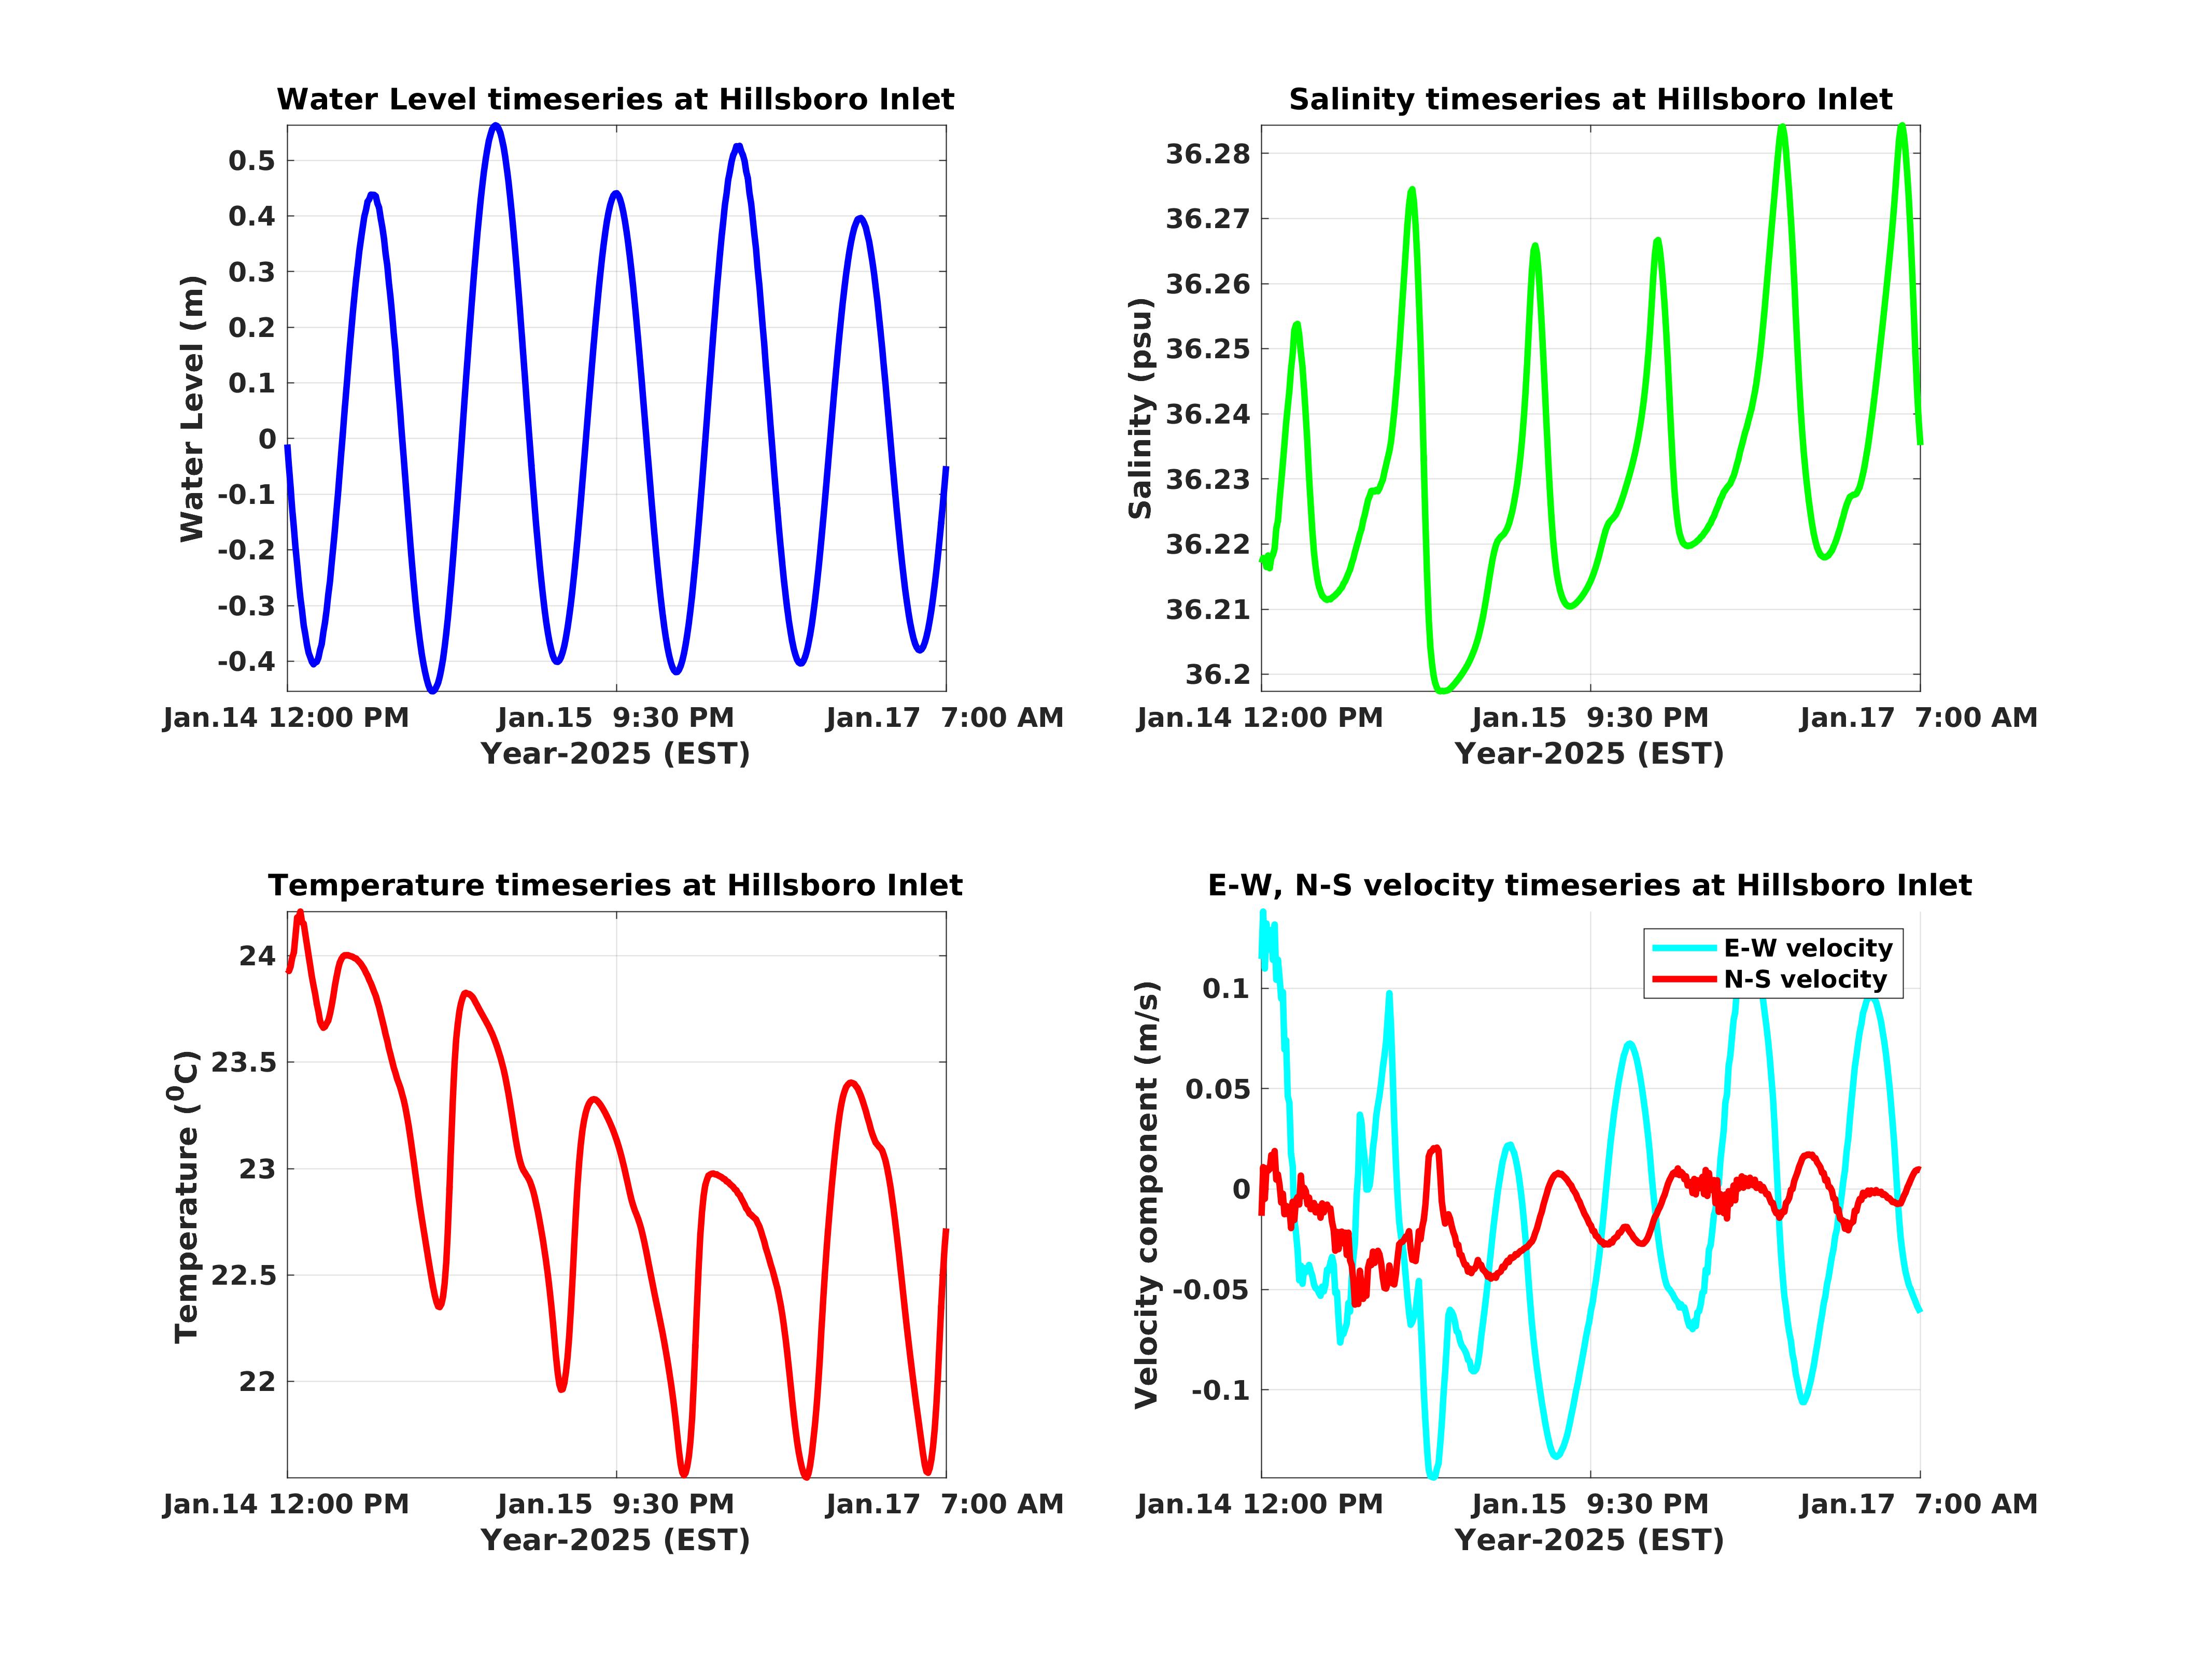 Water Level timeseries at Hillsboro Inlet
0.5
0.4
0.3
0.2
0.1
0
-0.1
-0.2
-0.3
-0.4
Water Level (m)
Jan.14 12:00 PM Jan.15  9:30 PM Jan.17  7:00 AM
Year-2025 (EST)
Salinity timeseries at Hillsboro Inlet
36.28
36.27
36.26
36.25
36.24
36.23
36.22
36.21
36.2
Salinity (psu)
Jan.14 12:00 PM Jan.15  9:30 PM Jan.17  7:00 AM
Year-2025 (EST)
Temperature timeseries at Hillsboro Inlet
24
23.5
23
22.5
22
Temperature (⁰C)
Jan.14 12:00 PM Jan.15  9:30 PM Jan.17  7:00 AM
Year-2025 (EST)
E-W, N-S velocity timeseries at Hillsboro Inlet
E-W velocity
N-S velocity
0.1
0.05
0
-0.05
-0.1
Velocity component (m/s)
Jan.14 12:00 PM Jan.15  9:30 PM Jan.17  7:00 AM
Year-2025 (EST)